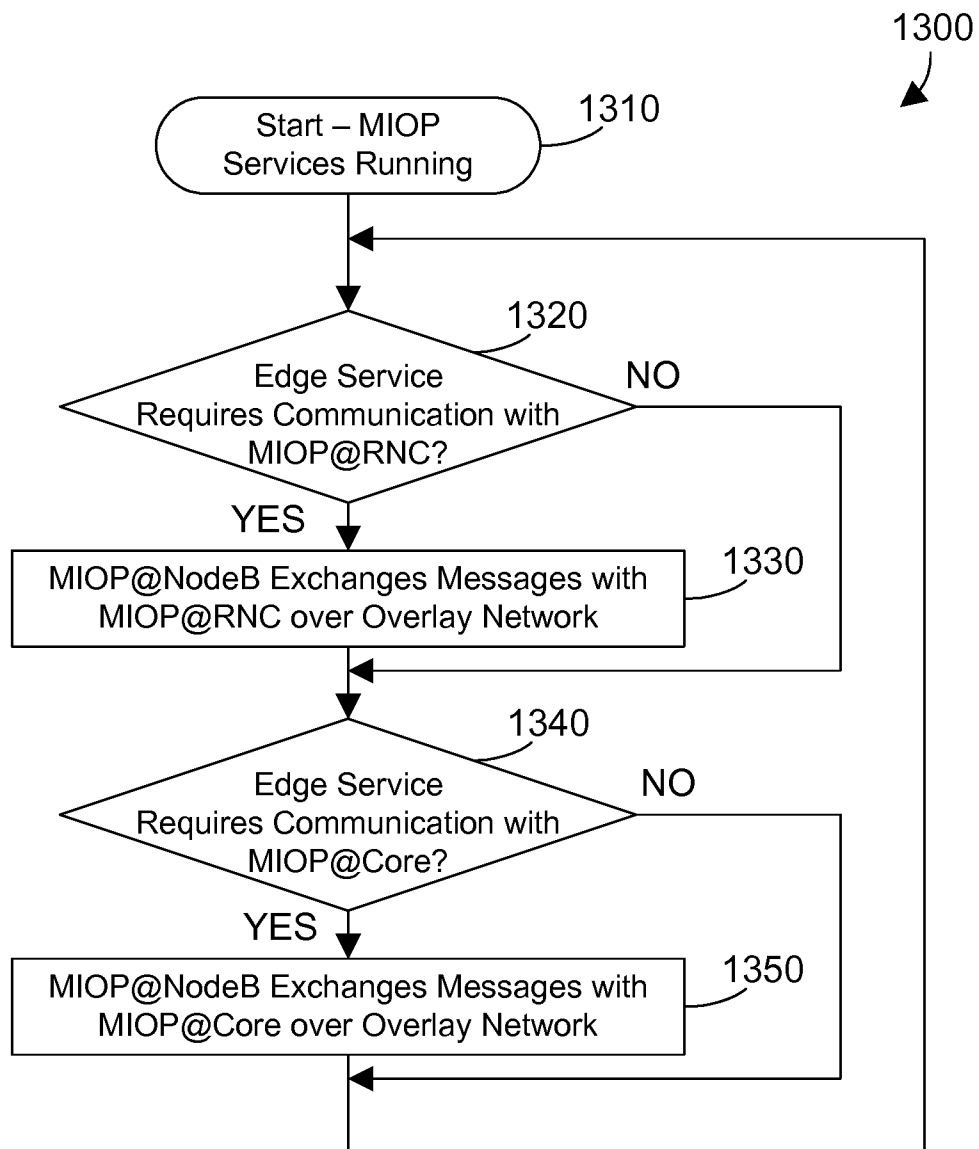 1300
Start – MIOP
Services Running
1310
1320
Edge Service
Requires Communication with
MIOP@RNC?
NO
YES
MIOP@NodeB Exchanges Messages with
MIOP@RNC over Overlay Network
1330
1340
Edge Service
Requires Communication with
MIOP@Core?
NO
YES
MIOP@NodeB Exchanges Messages with
MIOP@Core over Overlay Network
1350